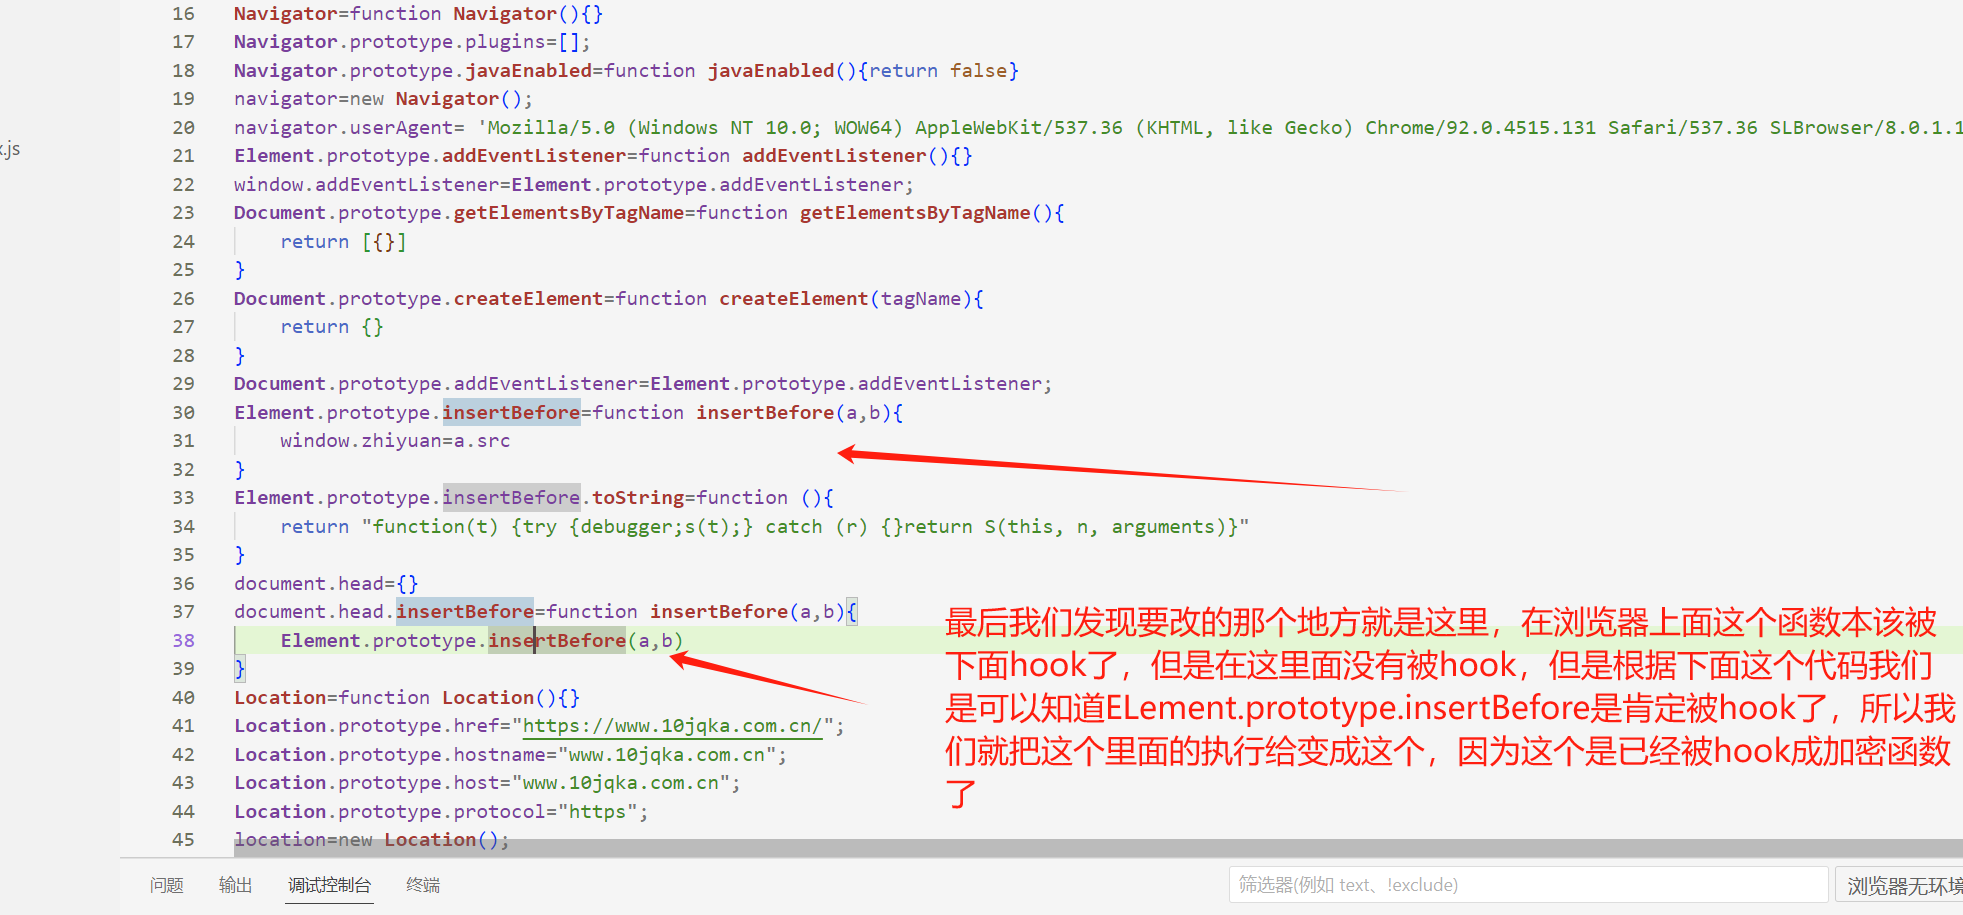 16 Navigator=function Navigator(){}
17 Navigator.prototype.plugins=[];
18 Navigator.prototype.javaEnabled=function javaEnabled(){return false}
19 navigator=new Navigator();
.js
20 navigator.userAgent= 'Mozilla/5.0 (Windows NT 10.0; WOW64) AppleWebKit/537.36 (KHTML, like Gecko) Chrome/92.0.4515.131 Safari/537.36 SLBrowser/8.0.1.1
21 Element.prototype.addEventListener=function addEventListener(){}
22 window.addEventListener=Element.prototype.addEventListener;
23 Document.prototype.getElementsByTagName=function getElementsByTagName(){
24     return [{}]
25 }
26 Document.prototype.createElement=function createElement(tagName){
27     return {}
28 }
29 Document.prototype.addEventListener=Element.prototype.addEventListener;
30 Element.prototype.insertBefore=function insertBefore(a,b){
31     window.zhiyuan=a.src
32 }
33 Element.prototype.insertBefore.toString=function (){
34     return "function(t) {try {debugger;s(t);} catch (r) {}return S(this, n, arguments)}"
35 }
36 document.head={}
37 document.head.insertBefore=function insertBefore(a,b){
38     Element.prototype.insertBefore(a,b)
39 }
40 Location=function Location(){}
41 Location.prototype.href="https://www.10jqka.com.cn/";
42 Location.prototype.hostname="www.10jqka.com.cn";
43 Location.prototype.host="www.10jqka.com.cn";
44 Location.prototype.protocol="https";
45 location=new Location();
最后我们发现要改的那个地方就是这里，在浏览器上面这个函数本该被
下面hook了，但是在这里面没有被hook，但是根据下面这个代码我们
是可以知道ELement.prototype.insertBefore是肯定被hook了，所以我
们就把这个里面的执行给变成这个，因为这个是已经被hook成加密函数
了
问题 输出 调试控制台 终端 筛选器(例如 text、!exclude) 浏览器无环境